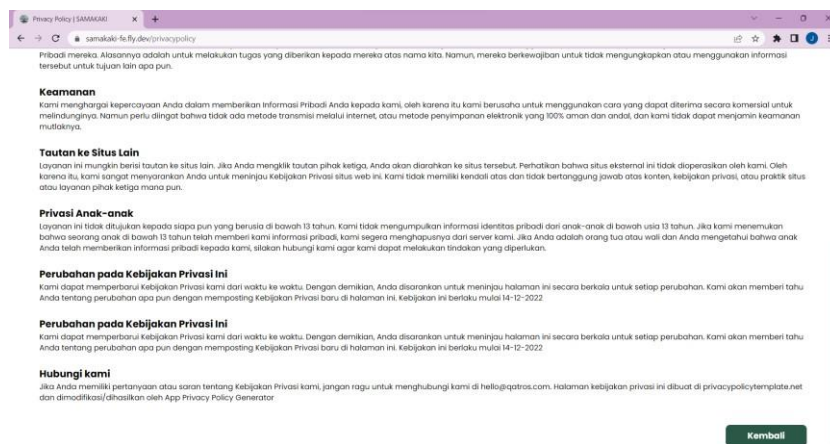 Privacy Policy | SAMAKAKI
samakaki-fe.fly.dev/privacypolicy
Pribadi mereka. Alasannya adalah untuk melakukan tugas yang diberikan kepada mereka atas nama kita. Namun, mereka berkewajiban untuk tidak mengungkapkan atau menggunakan informasi
tersebut untuk tujuan lain apa pun.
Keamanan
Kami menghargai kepercayaan Anda dalam memberikan Informasi Pribadi Anda kepada kami, oleh karena itu kami berusaha untuk menggunakan cara yang dapat diterima secara komersial untuk
melindunginya. Namun perlu diingat bahwa tidak ada metode transmisi melalui internet, atau metode penyimpanan elektronik yang 100% aman dan andal, dan kami tidak dapat menjamin keamanan
mutlaknya.
Tautan ke Situs Lain
Layanan ini mungkin berisi tautan ke situs lain. Jika Anda mengklik tautan pihak ketiga, Anda akan diarahkan ke situs tersebut. Perhatikan bahwa situs eksternal ini tidak dioperasikan oleh kami. Oleh
karena itu, kami sangat menyarankan Anda untuk meninjau Kebijakan Privasi situs web ini. Kami tidak memiliki kendali atas dan tidak bertanggung jawab atas konten, kebijakan privasi, atau praktik situs
atau layanan pihak ketiga mana pun.
Privasi Anak-anak
Layanan ini tidak ditujukan kepada siapa pun yang berusia di bawah 13 tahun. Kami tidak mengumpulkan informasi identitas pribadi dari anak-anak di bawah usia 13 tahun. Jika kami menemukan
bahwa seorang anak di bawah 13 tahun telah memberi kami informasi pribadi, kami segera menghapusnya dari server kami. Jika Anda adalah orang tua atau wali dan Anda mengetahui bahwa anak
Anda telah memberikan informasi pribadi kepada kami, silakan hubungi kami agar kami dapat melakukan tindakan yang diperlukan.
Perubahan pada Kebijakan Privasi Ini
Kami dapat memperbarui Kebijakan Privasi kami dari waktu ke waktu. Dengan demikian, Anda disarankan untuk meninjau halaman ini secara berkala untuk setiap perubahan. Kami akan memberi tahu
Anda tentang perubahan apa pun dengan memposting Kebijakan Privasi baru di halaman ini. Kebijakan ini berlaku mulai 14-12-2022
Perubahan pada Kebijakan Privasi Ini
Kami dapat memperbarui Kebijakan Privasi kami dari waktu ke waktu. Dengan demikian, Anda disarankan untuk meninjau halaman ini secara berkala untuk setiap perubahan. Kami akan memberi tahu
Anda tentang perubahan apa pun dengan memposting Kebijakan Privasi baru di halaman ini. Kebijakan ini berlaku mulai 14-12-2022
Hubungi kami
Jika Anda memiliki pertanyaan atau saran tentang Kebijakan Privasi kami, jangan ragu untuk menghubungi kami di hello@qatros.com. Halaman kebijakan privasi ini dibuat di privacypolicytemplate.net
dan dimodifikasi/dihasilkan oleh App Privacy Policy Generator
Kembali